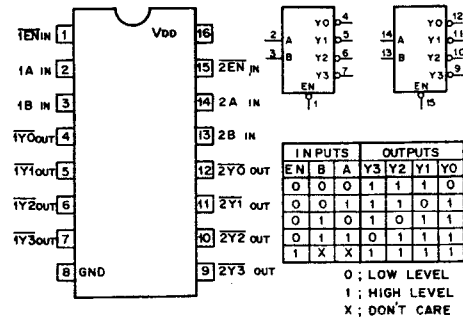 1EN IN 1 VDD 16
1A IN 2 15 2EN IN
1B IN 3 14 2A IN
1Y0 OUT 4 13 2B IN
1Y1 OUT 5 12 2Y0 OUT
1Y2 OUT 6 11 2Y1 OUT
1Y3 OUT 7 10 2Y2 OUT
8 GND 9 2Y3 OUT
Y0 4
2 A Y1 5
3 B Y2 6
Y3 7
EN
1
Y0 12
14 A Y1 11
13 B Y2 10
Y3 9
EN
15
INPUTS OUTPUTS
EN B A Y3 Y2 Y1 Y0
0 0 0 1 1 1 0
0 0 1 1 1 0 1
0 1 0 1 0 1 1
0 1 1 0 1 1 1
1 X X 1 1 1 1
0 ; LOW LEVEL
1 ; HIGH LEVEL
X ; DON'T CARE